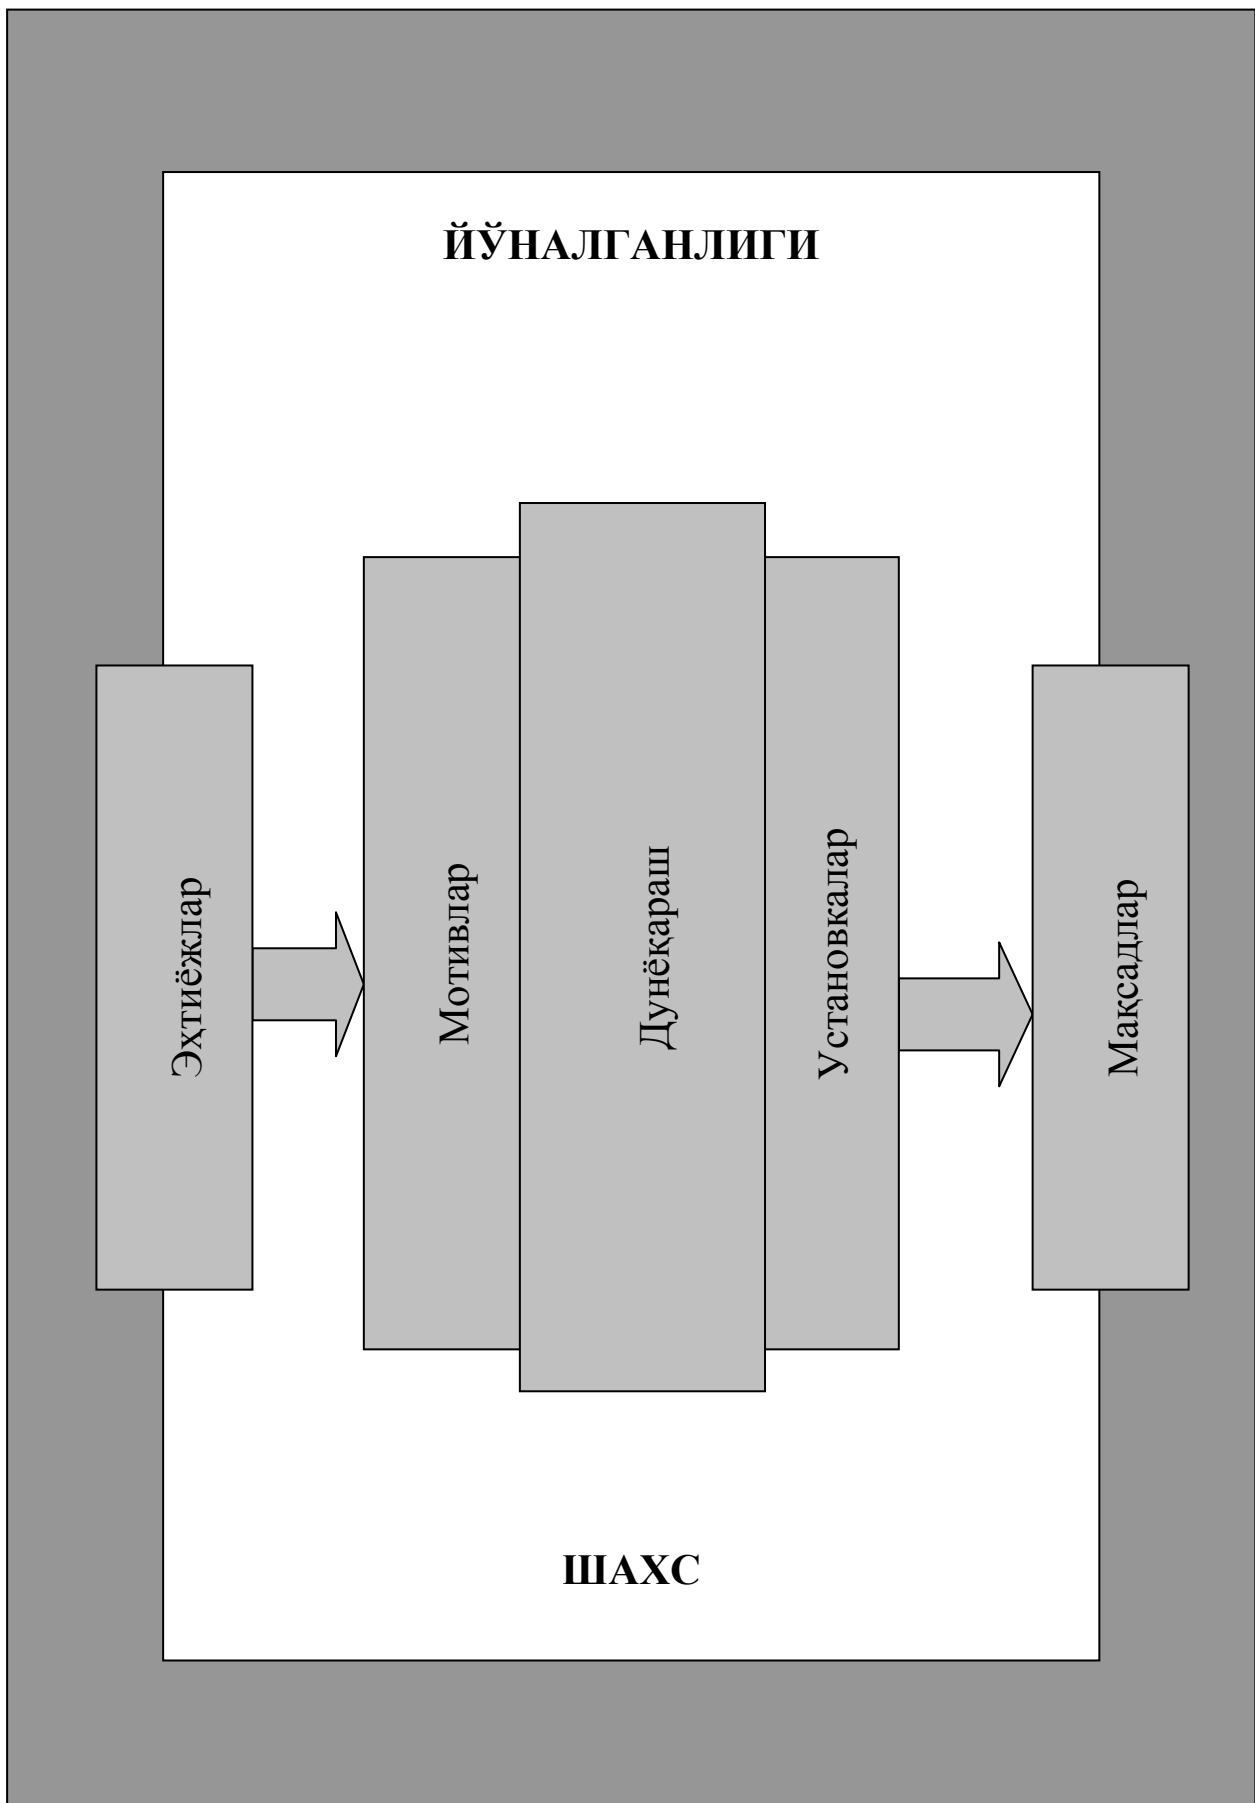 ЙЎНАЛГАНЛИГИ
Эҳтиёжлар
Мотивлар
Дунёқараш
Установкалар
Мақсадлар
ШАХС